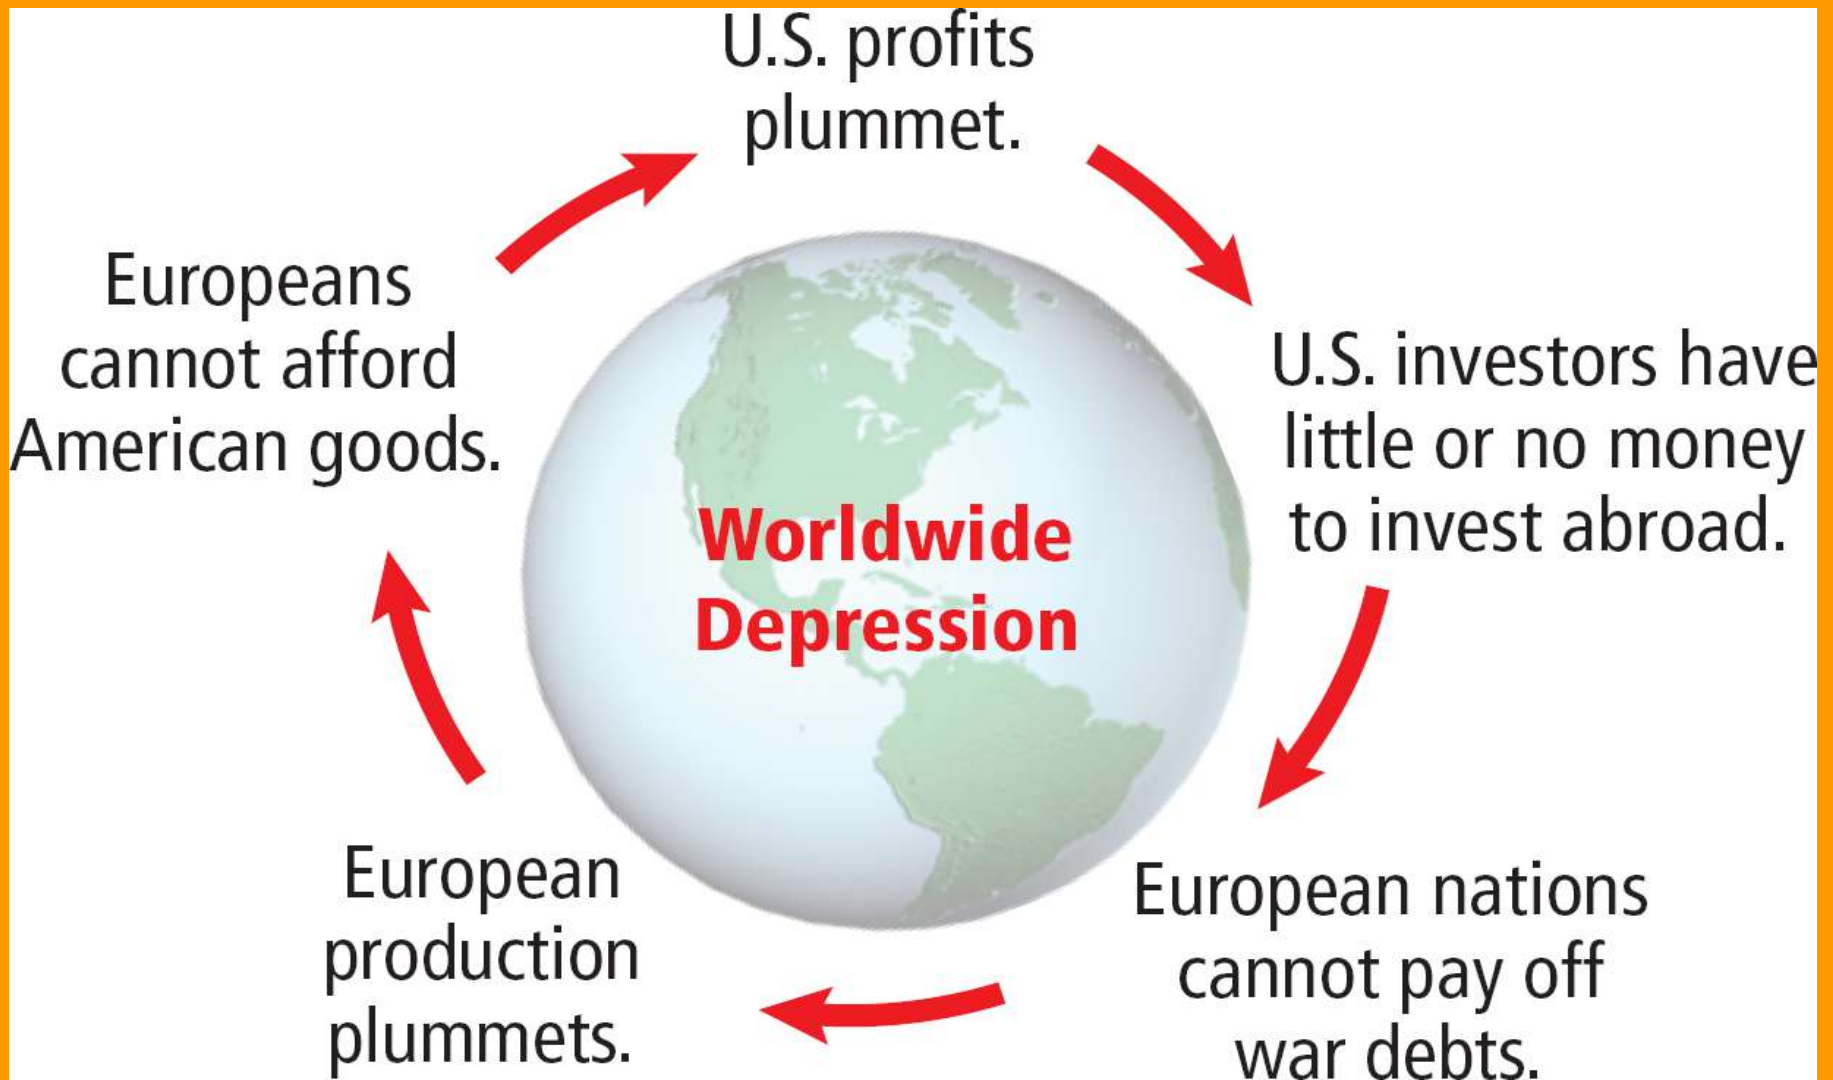 U.S. profits
plummet.
U.S. investors have
little or no money
to invest abroad.
European nations
cannot pay off
war debts.
European
production
plummets.
Europeans
cannot afford
American goods.
Worldwide
Depression